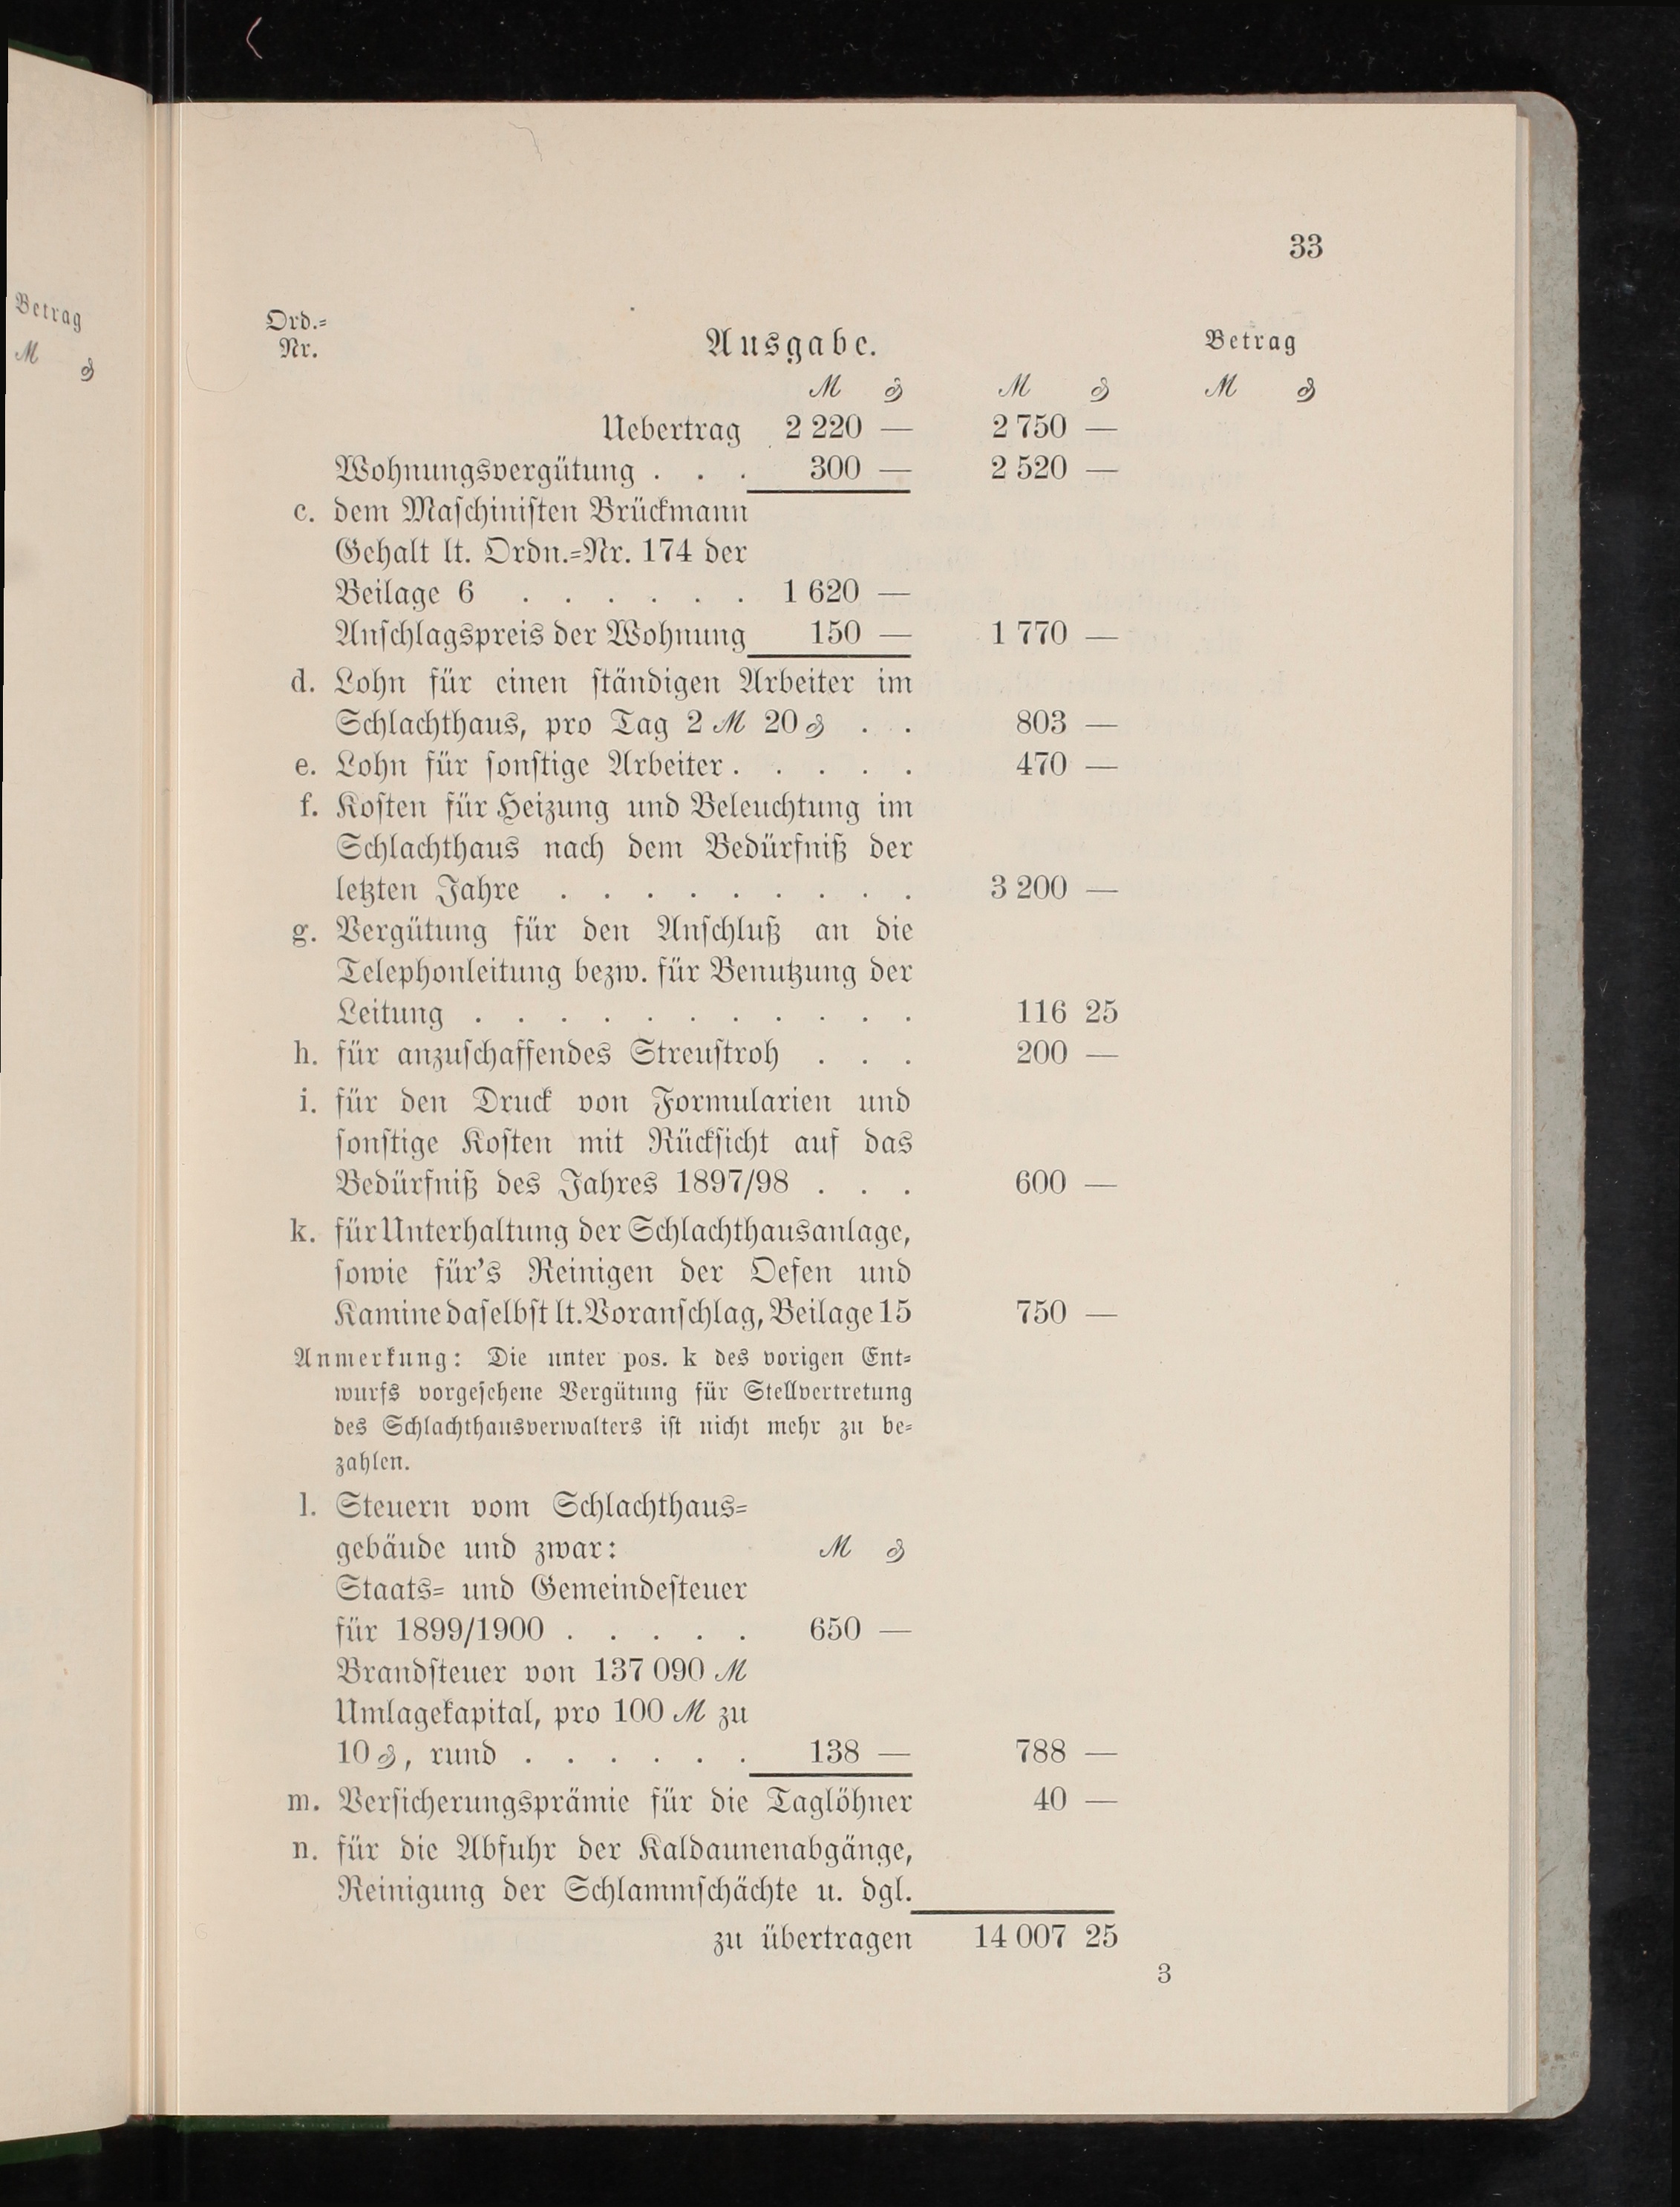 Betrag
M ₰
33
Ord.=
Nr.
Ausgabe.
Betrag
M ₰ M ₰ M ₰
Uebertrag 2 220 — 2 750 —
Wohnungsvergütung . . . 300 — 2 520 —
c. dem Maschinisten Brückmann
Gehalt lt. Ordn.=Nr. 174 der
Beilage 6 . . . . . . 1 620 —
Anschlagspreis der Wohnung 150 — 1 770 —
d. Lohn für einen ständigen Arbeiter im
Schlachthaus, pro Tag 2 M 20 ₰ . . 803 —
e. Lohn für sonstige Arbeiter . . . . . 470 —
f. Kosten für Heizung und Beleuchtung im
Schlachthaus nach dem Bedürfniß der
letzten Jahre . . . . . . . 3 200 —
g. Vergütung für den Anschluß an die
Telephonleitung bezw. für Benutzung der
Leitung . . . . . . . . 116 25
h. für anzuschaffendes Streustroh . . . 200 —
i. für den Druck von Formularien und
sonstige Kosten mit Rücksicht auf das
Bedürfniß des Jahres 1897/98 . . . 600 —
k. für Unterhaltung der Schlachthausanlage,
sowie für's Reinigen der Oefen und
Kamine daselbst lt. Voranschlag, Beilage 15 750 —
Anmerkung: Die unter pos. k des vorigen Ent=
wurfs vorgesehene Vergütung für Stellvertretung
des Schlachthausverwalters ist nicht mehr zu be=
zahlen.
l. Steuern vom Schlachthaus=
gebäude und zwar: M ₰
Staats= und Gemeindesteuer
für 1899/1900 . . . . . 650 —
Brandsteuer von 137 090 M
Umlagekapital, pro 100 M zu
10 ₰, rund . . . . . . 138 — 788 —
m. Versicherungsprämie für die Taglöhner 40 —
n. für die Abfuhr der Kaldaunenabgänge,
Reinigung der Schlammschächte u. dgl.
zu übertragen 14 007 25
3